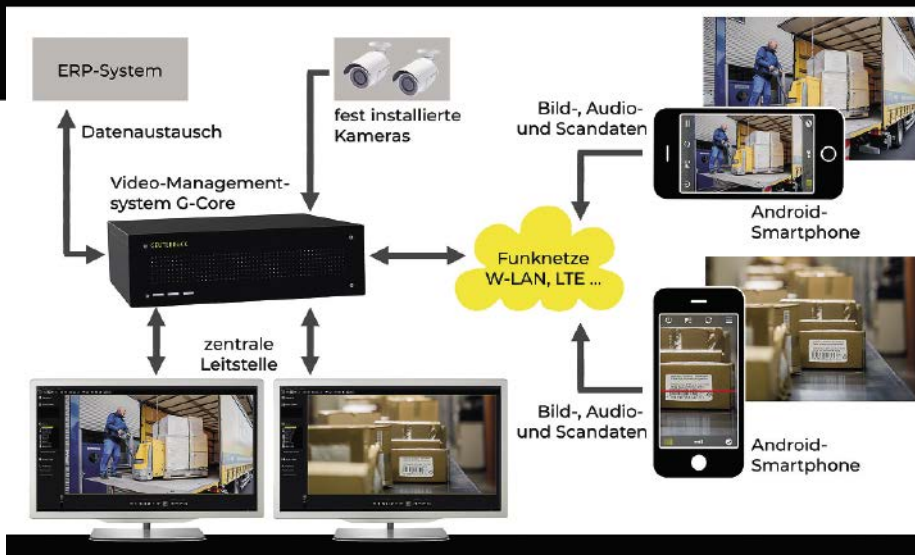 ERP-System
Datenaustausch
fest installierte
Kameras
Bild-, Audio-
und Scandaten
Android-
Smartphone
Video-Management-
system G-Core
GEUTEBRÜCK
Funknetze
W-LAN, LTE ...
zentrale
Leitstelle
Bild-, Audio-
und Scandaten
Android-
Smartphone